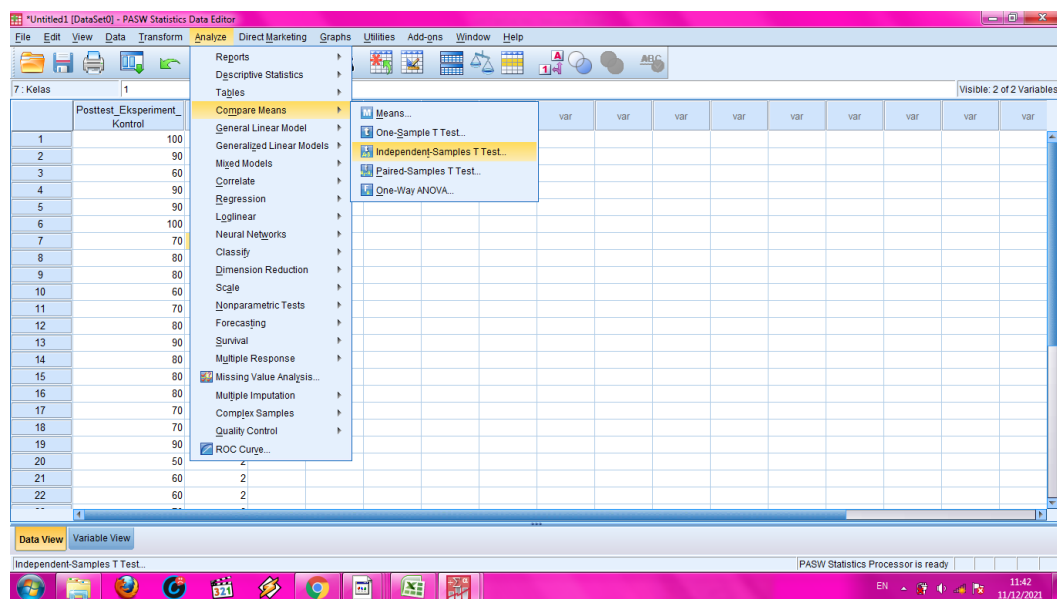 *Untitled1 [DataSet0] - PASW Statistics Data Editor
File Edit View Data Transform Analyze Direct Marketing Graphs Utilities Add-ons Window Help
7 : Kelas 1 Visible: 2 of 2 Variables
Posttest_Eksperiment_Kontrol var var var var var var var var var
1 100
2 90
3 60
4 90
5 90
6 100
7 70
8 80
9 80
10 60
11 70
12 80
13 90
14 80
15 80
16 80
17 70
18 70
19 90
20 50 2
21 60 2
22 60 2
Reports
Descriptive Statistics
Tables
Compare Means
General Linear Model
Generalized Linear Models
Mixed Models
Correlate
Regression
Loglinear
Neural Networks
Classify
Dimension Reduction
Scale
Nonparametric Tests
Forecasting
Survival
Multiple Response
Missing Value Analysis...
Multiple Imputation
Complex Samples
Quality Control
ROC Curve...
Means...
One-Sample T Test...
Independent-Samples T Test...
Paired-Samples T Test...
One-Way ANOVA...
Data View Variable View
Independent-Samples T Test... PASW Statistics Processor is ready
EN 11:42
11/12/2021